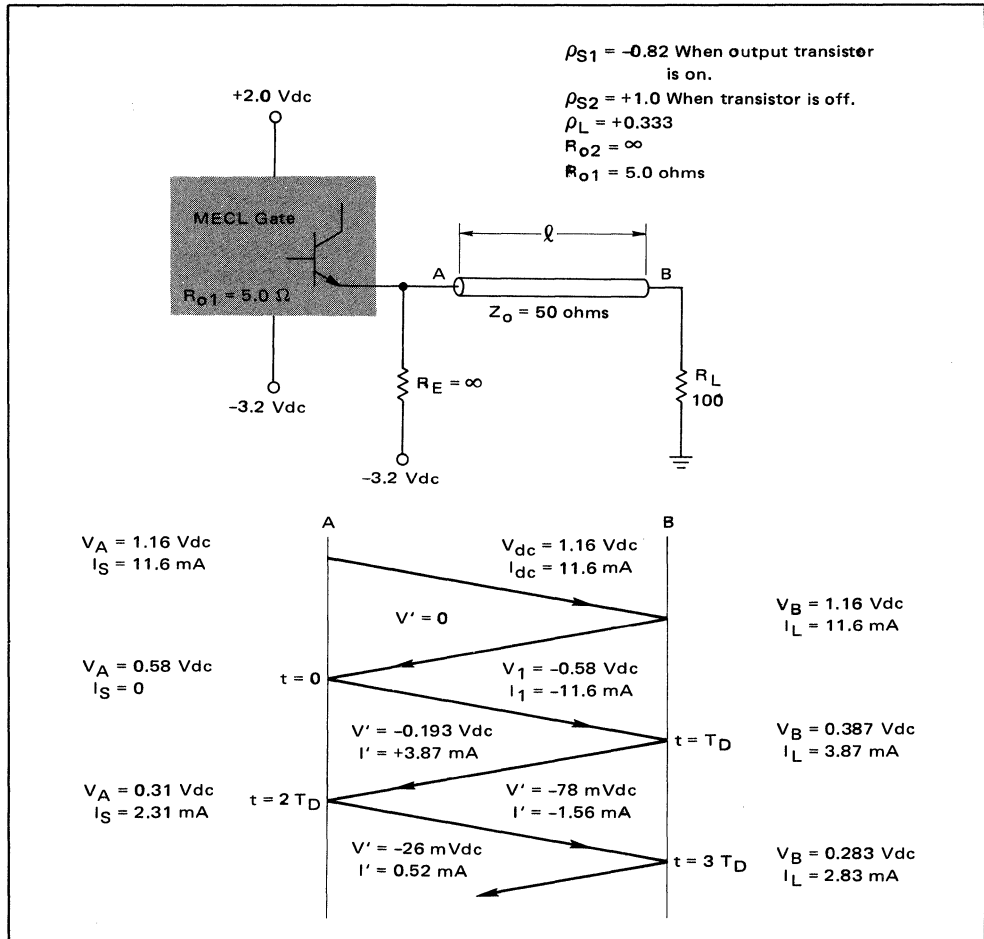 ρS1 = –0.82 When output transistor
is on.
ρS2 = +1.0 When transistor is off.
ρL = +0.333
Ro2 = ∞
Ro1 = 5.0 ohms
+2.0 Vdc
MECL Gate
Ro1 = 5.0 Ω
–3.2 Vdc
RE = ∞
–3.2 Vdc
A
ℓ
B
Zo = 50 ohms
RL
100
A
B
VA = 1.16 Vdc
IS = 11.6 mA
Vdc = 1.16 Vdc
Idc = 11.6 mA
V' = 0
VB = 1.16 Vdc
IL = 11.6 mA
VA = 0.58 Vdc
IS = 0
t = 0
V1 = –0.58 Vdc
I1 = –11.6 mA
V' = –0.193 Vdc
I' = +3.87 mA
t = TD
VB = 0.387 Vdc
IL = 3.87 mA
VA = 0.31 Vdc
IS = 2.31 mA
t = 2 TD
V' = –78 mVdc
I' = –1.56 mA
V' = –26 mVdc
I' = 0.52 mA
t = 3 TD
VB = 0.283 Vdc
IL = 2.83 mA